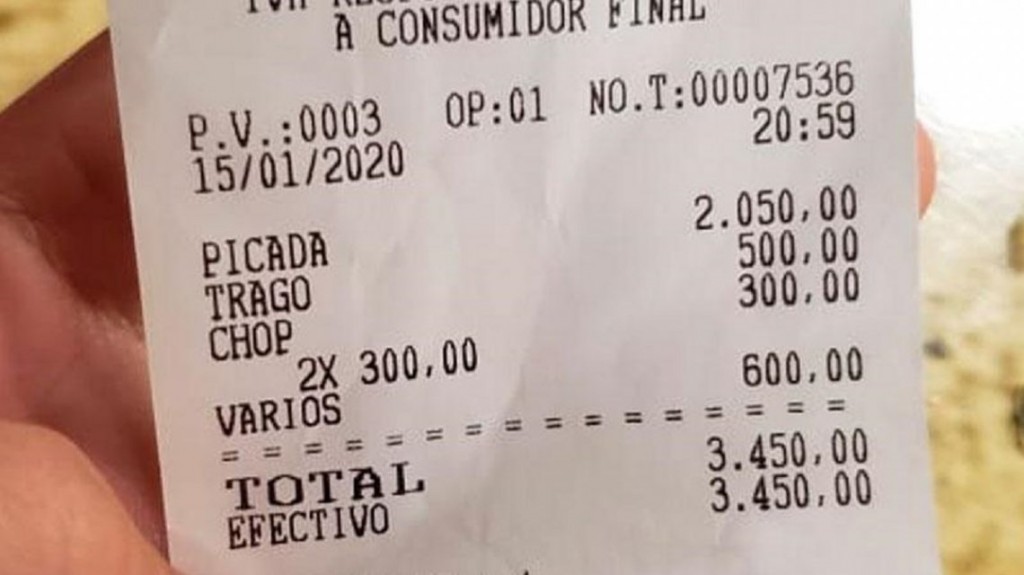 A CONSUMIDOR FINAL
P.V.:0003 OP:01 NO.T:00007536
15/01/2020 20:59
PICADA 2.050,00
TRAGO 500,00
CHOP 300,00
2X 300,00
VARIOS 600,00
= = = = = = = = = = = = = = = =
TOTAL 3.450,00
EFECTIVO 3.450,00